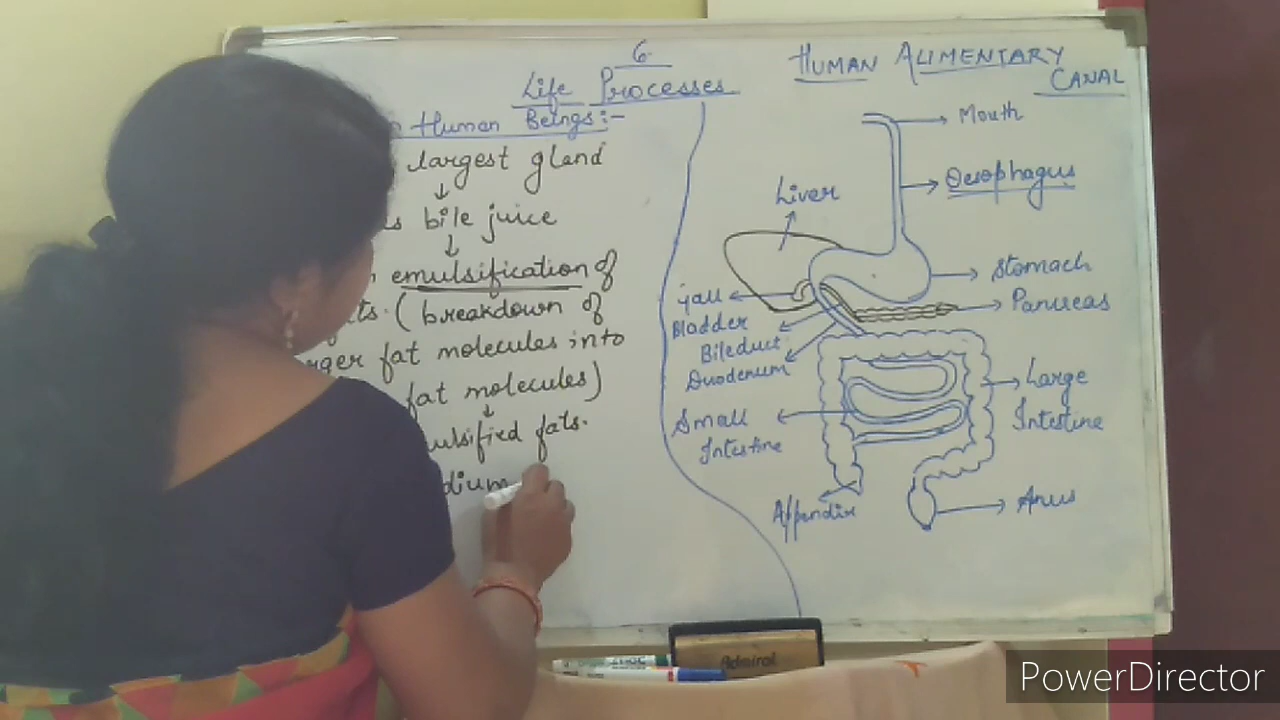 6
Life Processes
Human Beings :-
largest gland
bile juice
emulsification of
(breakdown of
fat molecules into
fat molecules)
fats.
HUMAN ALIMENTARY
CANAL
Mouth
Oesophagus
Liver
Stomach
Pancreas
Gall
Bladder
Bileduct
Duodenum
Large
Intestine
Small
Intestine
Appendix
Anus
Admiral
PowerDirector